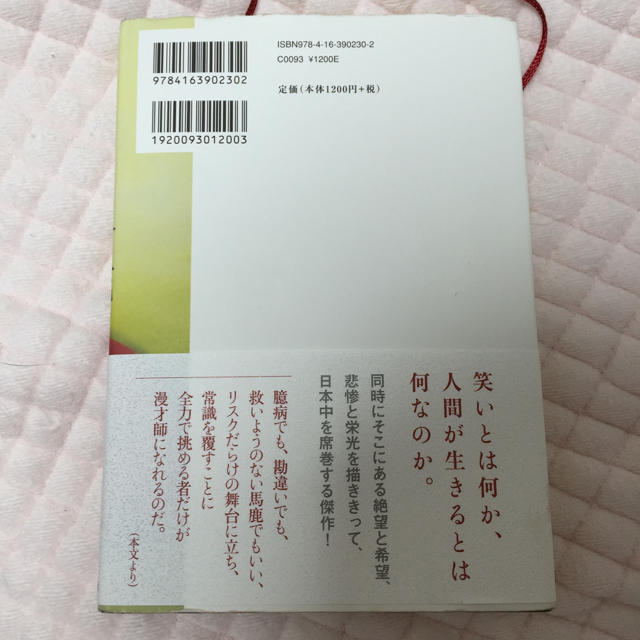 ISBN978-4-16-390230-2
C0093 ¥1200E
定価(本体1200円+税)
9784163902302
1920093012003
笑いとは何か、
人間が生きるとは
何なのか。
同時にそこにある絶望と希望、
悲惨と栄光を描ききって、
日本中を席巻する傑作!
臆病でも、勘違いでも、
救いようのない馬鹿でもいい、
リスクだらけの舞台に立ち、
常識を覆すことに
全力で挑める者だけが
漫才師になれるのだ。
(本文より)